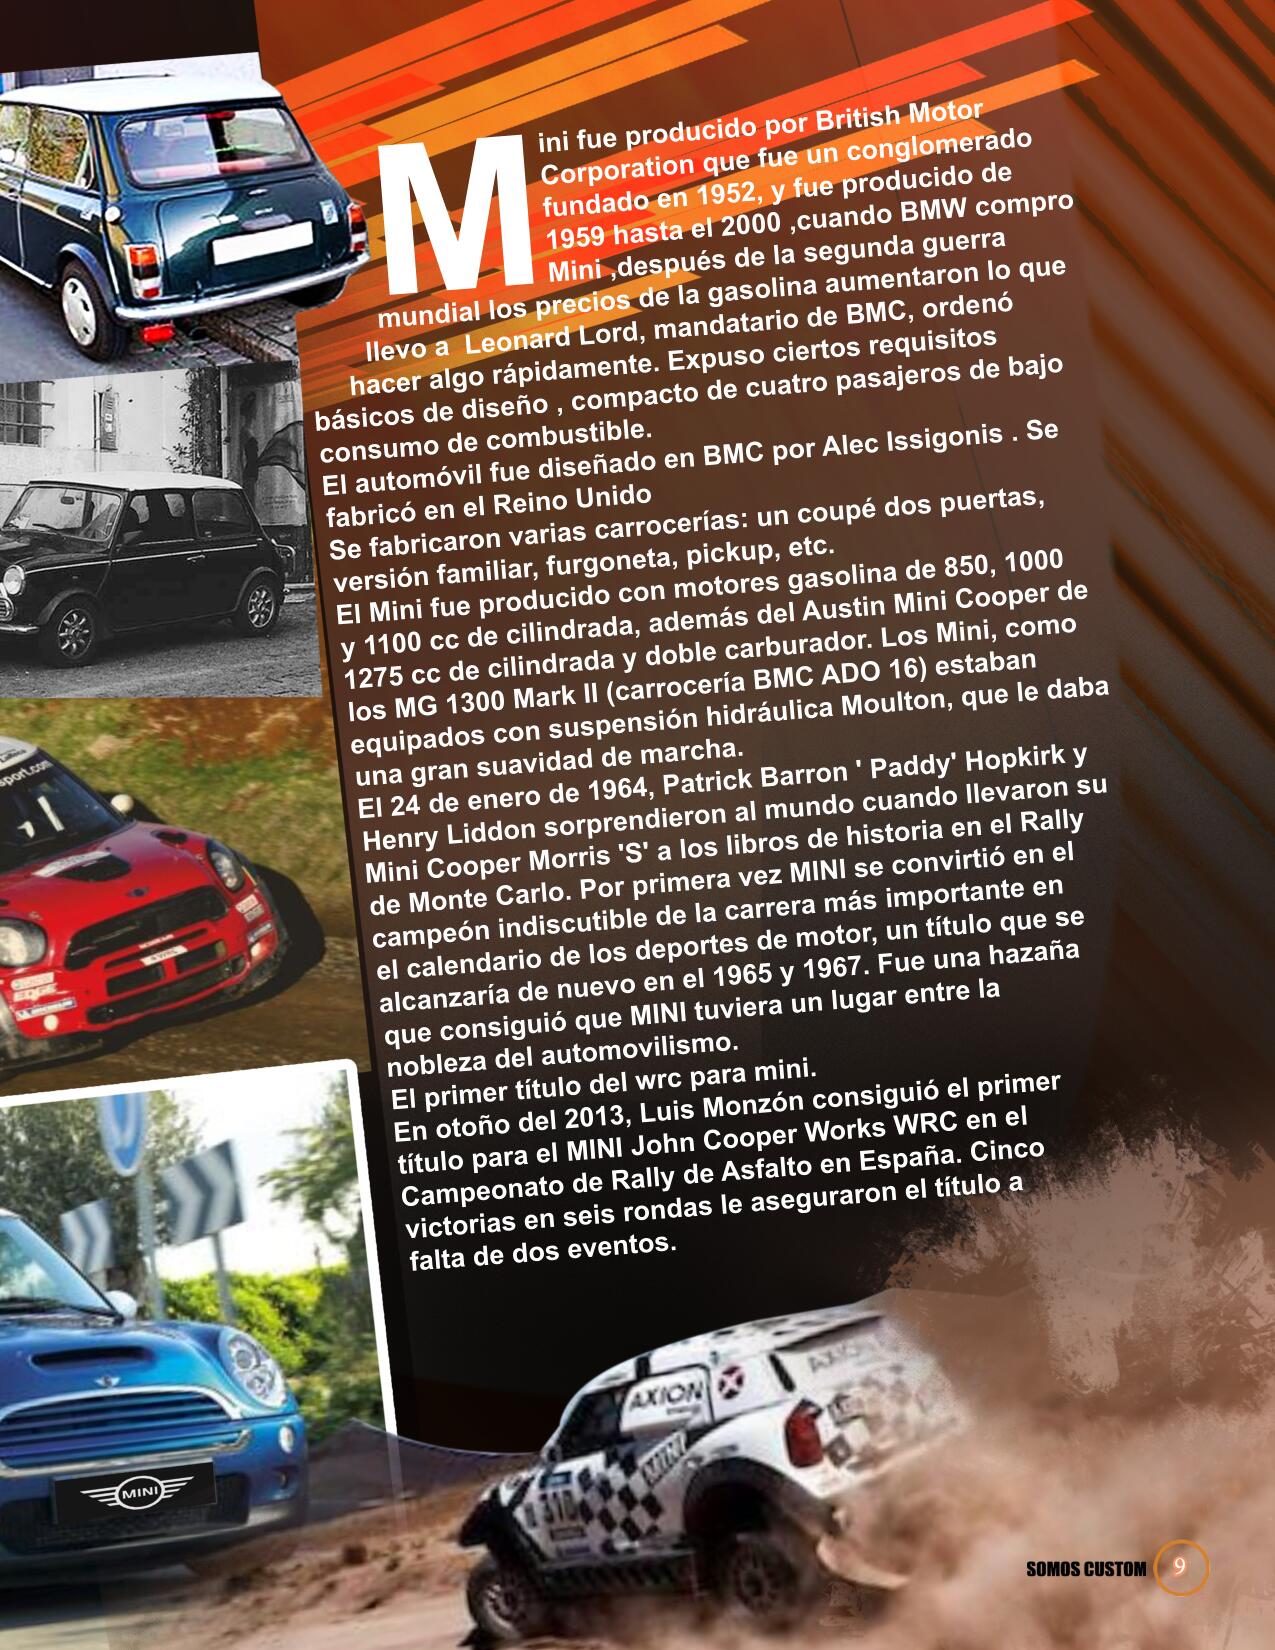 Mini fue producido por British Motor
Corporation que fue un conglomerado
fundado en 1952, y fue producido de
1959 hasta el 2000 ,cuando BMW compro
Mini ,después de la segunda guerra
mundial los precios de la gasolina aumentaron lo que
llevo a Leonard Lord, mandatario de BMC, ordenó
hacer algo rápidamente. Expuso ciertos requisitos
básicos de diseño , compacto de cuatro pasajeros de bajo
consumo de combustible.
El automóvil fue diseñado en BMC por Alec Issigonis . Se
fabricó en el Reino Unido
Se fabricaron varias carrocerías: un coupé dos puertas,
versión familiar, furgoneta, pickup, etc.
El Mini fue producido con motores gasolina de 850, 1000
y 1100 cc de cilindrada, además del Austin Mini Cooper de
1275 cc de cilindrada y doble carburador. Los Mini, como
los MG 1300 Mark II (carrocería BMC ADO 16) estaban
equipados con suspensión hidráulica Moulton, que le daba
una gran suavidad de marcha.
El 24 de enero de 1964, Patrick Barron ' Paddy' Hopkirk y
Henry Liddon sorprendieron al mundo cuando llevaron su
Mini Cooper Morris 'S' a los libros de historia en el Rally
de Monte Carlo. Por primera vez MINI se convirtió en el
campeón indiscutible de la carrera más importante en
el calendario de los deportes de motor, un título que se
alcanzaría de nuevo en el 1965 y 1967. Fue una hazaña
que consiguió que MINI tuviera un lugar entre la
nobleza del automovilismo.
El primer título del wrc para mini.
En otoño del 2013, Luis Monzón consiguió el primer
título para el MINI John Cooper Works WRC en el
Campeonato de Rally de Asfalto en España. Cinco
victorias en seis rondas le aseguraron el título a
falta de dos eventos.
sport.com
EDGE
MINI
AXION
MINI
SOMOS CUSTOM 9